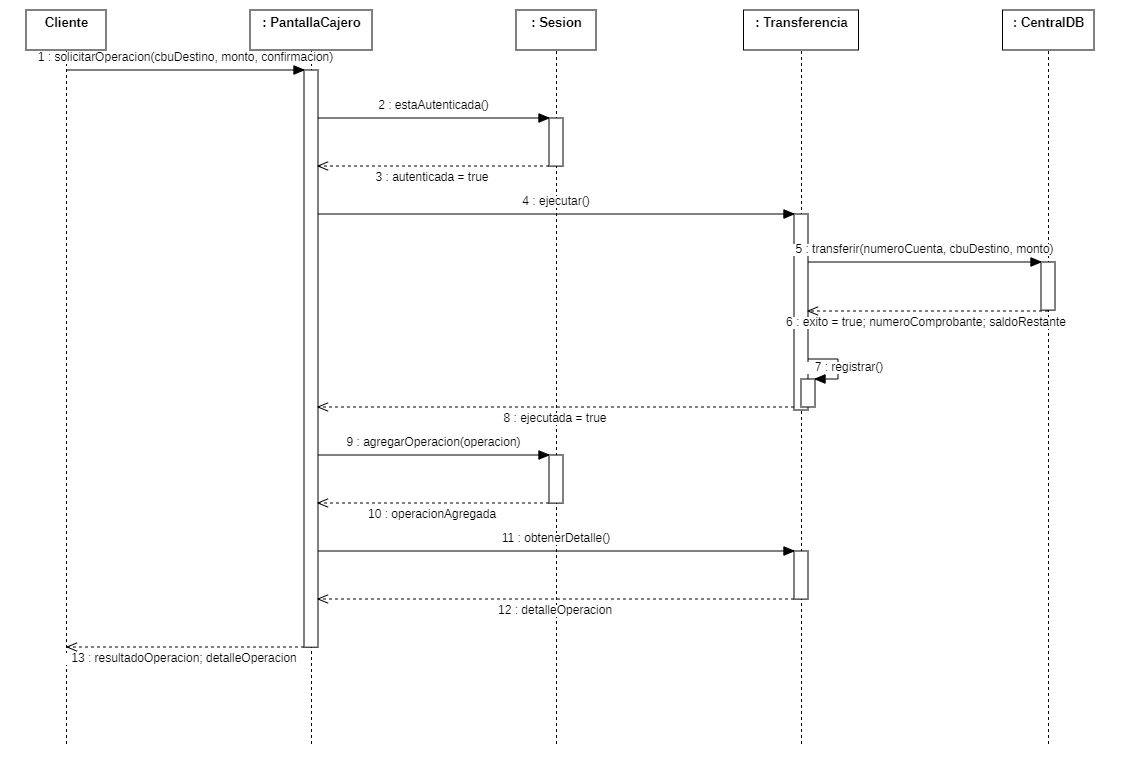 Cliente
: PantallaCajero
: Sesion
: Transferencia
: CentralDB
1 : solicitarOperacion(cbuDestino, monto, confirmacion)
2 : estaAutenticada()
3 : autenticada = true
4 : ejecutar()
5 : transferir(numeroCuenta, cbuDestino, monto)
6 : exito = true; numeroComprobante; saldoRestante
7 : registrar()
8 : ejecutada = true
9 : agregarOperacion(operacion)
10 : operacionAgregada
11 : obtenerDetalle()
12 : detalleOperacion
13 : resultadoOperacion; detalleOperacion